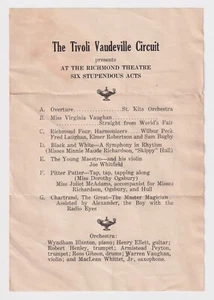 The Tivoli Vaudeville Circuit
presents
AT THE RICHMOND THEATRE
SIX STUPENDOUS ACTS
A. Overture St. Kits Orchestra
B. Miss Virginia Vaughan
Straight from World's Fair
C. Richmond Four, Harmonizers Wilbur Pock
Fred Laughan, Elmer Robertson and Sam Bagby
D. Black and White—A Symphony in Rhythm
(Misses Minnie Maude Richardson, "Skippy" Hall)
E. The Young Maestro—and his violin
Joe Whitfield
F. Pitter Patter—Tap, tap, tapping along
(Miss Dorothy Ogsbury)
Miss Juliet McAdams, accompanist for Misses
Richardson, Hall and Ogsbury)
G. Chartrand, The Great—The Master Magician
Assisted by Alexander, the Boy with the
Radio Eyes
Orchestra:
Wyndham Blanton, piano; Henry Ellett, guitar;
Robert Henley, trumpet; Armistead Peyton,
trumpet; Ross Gibson, drums; Warren Vaughan,
violin; and MacLean Whittet, Jr, saxophone.